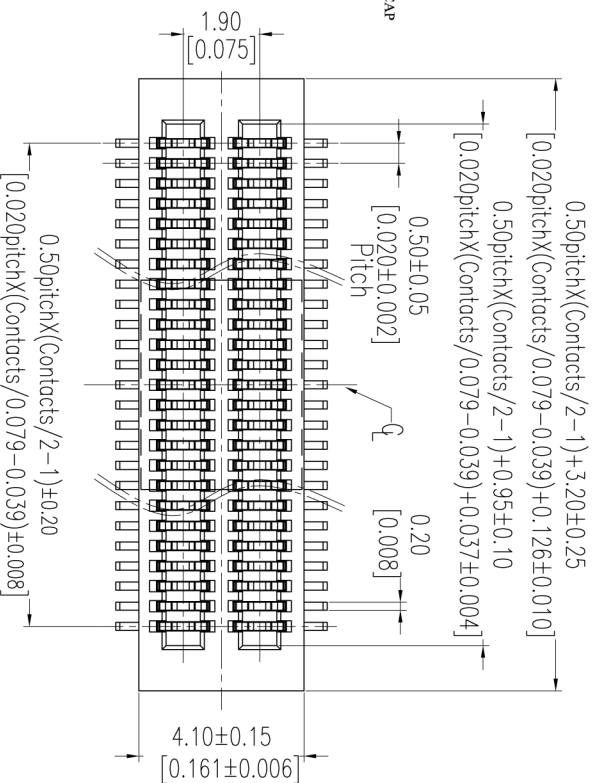 CAP
1.90
[0.075]
0.50pitchX(Contacts/2-1)+3.20±0.25
[0.020pitchX(Contacts/0.079-0.039)+0.126±0.010]
0.50pitchX(Contacts/2-1)+0.95±0.10
[0.020pitchX(Contacts/0.079-0.039)+0.037±0.004]
0.50±0.05
[0.020±0.002]
Pitch
CL
0.20
[0.008]
0.50pitchX(Contacts/2-1)±0.20
[0.020pitchX(Contacts/0.079-0.039)±0.008]
4.10±0.15
[0.161±0.006]